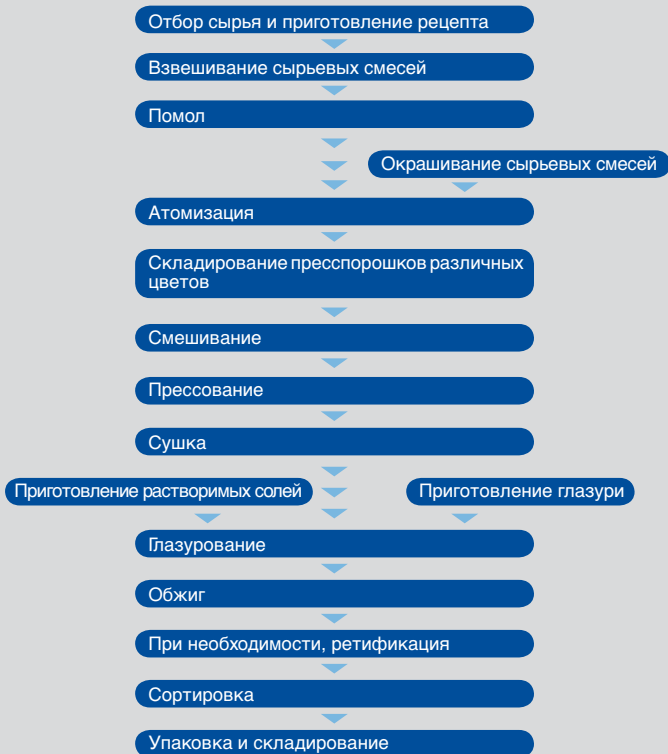 Отбор сырья и приготовление рецепта
Взвешивание сырьевых смесей
Помол
Окрашивание сырьевых смесей
Атомизация
Складирование пресспорошков различных
цветов
Смешивание
Прессование
Сушка
Приготовление растворимых солей
Приготовление глазури
Глазурование
Обжиг
При необходимости, ретификация
Сортировка
Упаковка и складирование